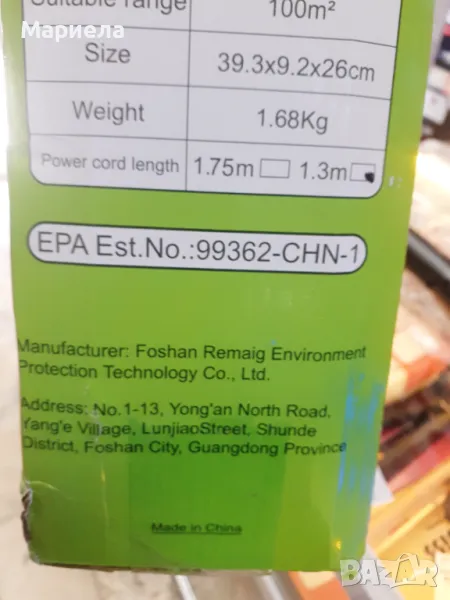 Suitable range 100m²
Мариела
Size 39.3x9.2x26cm
Weight 1.68Kg
Power cord length 1.75m 1.3m
EPA Est.No.:99362-CHN-1
Manufacturer: Foshan Remaig Environment
Protection Technology Co., Ltd.
Address: No.1-13, Yong'an North Road,
Yang'e Village, LunjiaoStreet, Shunde
District, Foshan City, Guangdong Province
Made in China
BAZAR